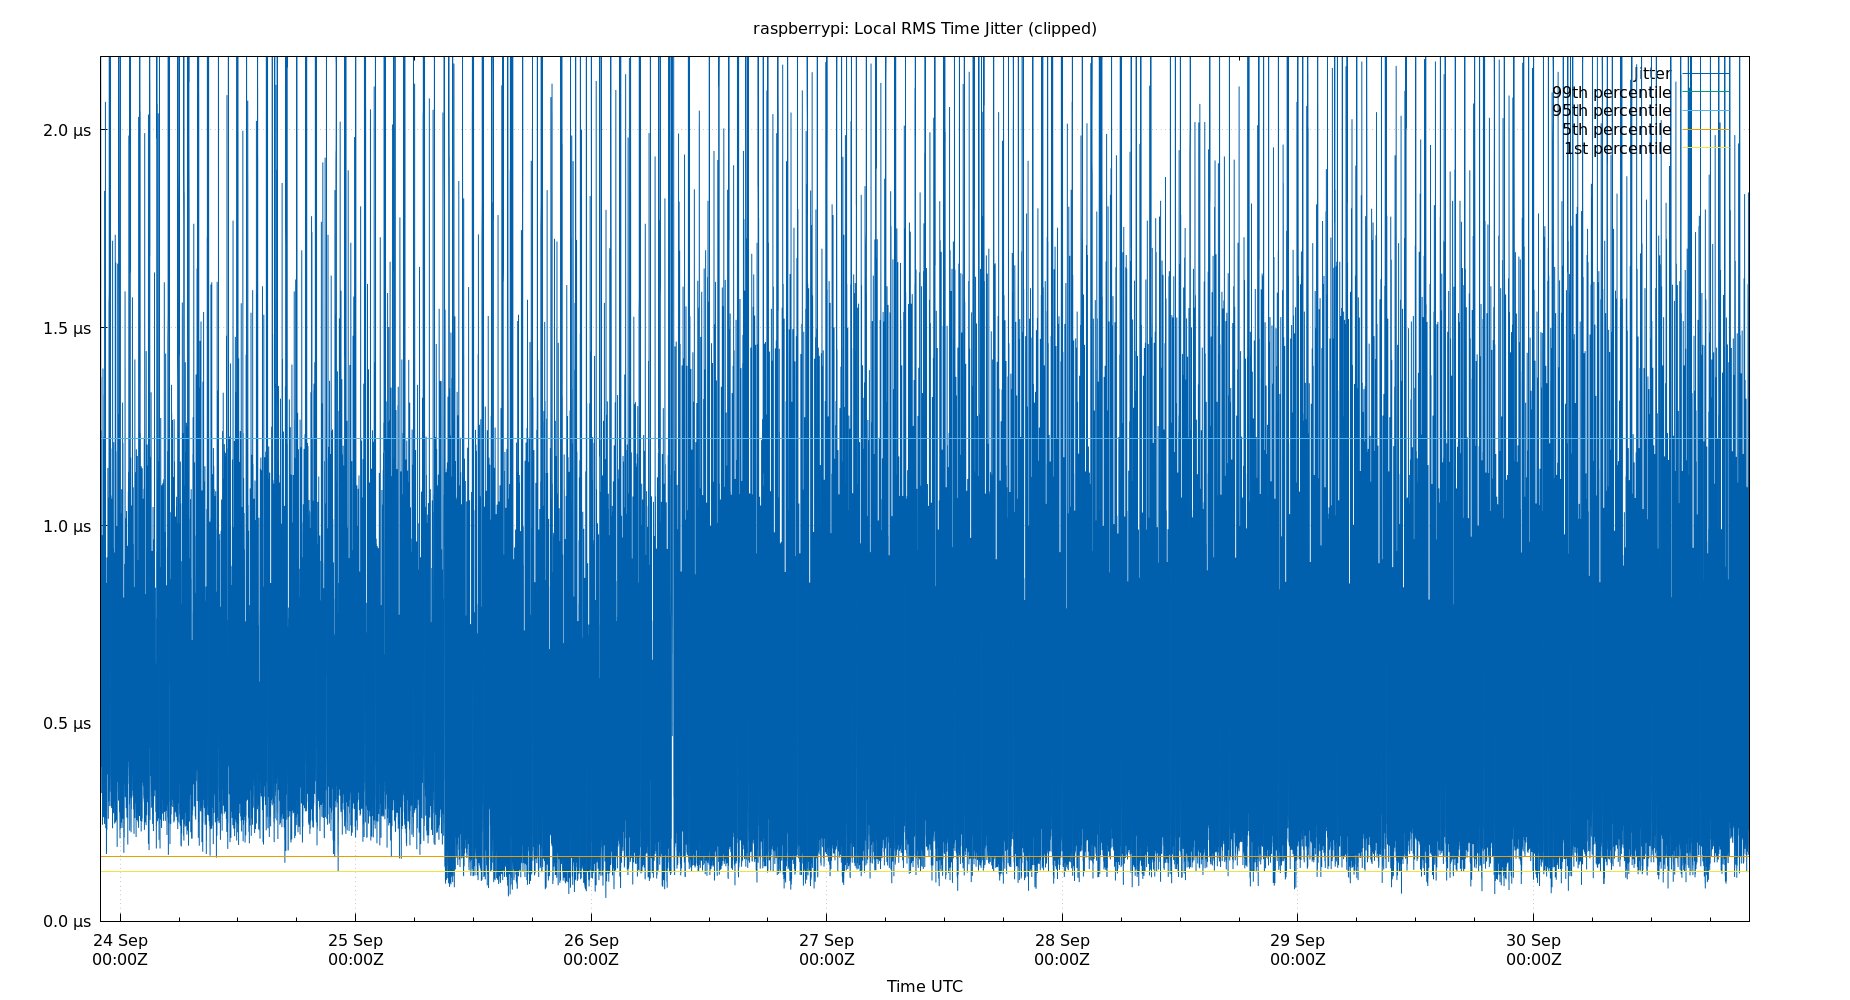 raspberrypi: Local RMS Time Jitter (clipped)
jitter
99th percentile
95th percentile
5th percentile
1st percentile
2.0 µs
1.5 µs
1.0 µs
0.5 µs
0.0 µs
24 Sep 25 Sep 26 Sep 27 Sep 28 Sep 29 Sep 30 Sep
00:00Z 00:00Z 00:00Z 00:00Z 00:00Z 00:00Z 00:00Z
Time UTC